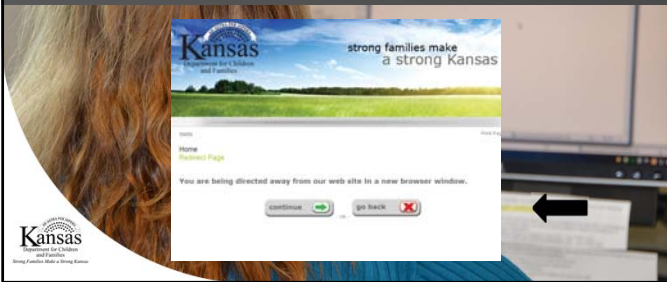 Kansas
Department for Children
and Families
strong families make
a strong Kansas
Home
Redirect Page
You are being directed away from our web site in a new browser window.
continue
go back
Kansas
Department for Children
and Families
Strong Families Make a Strong Kansas